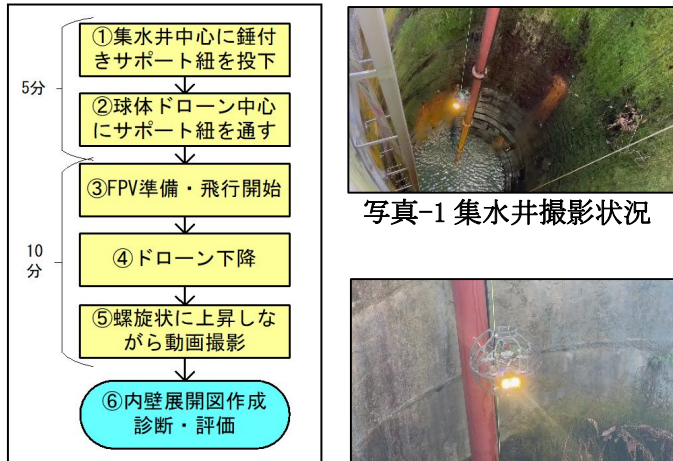 ①集水井中心に錘付
きサポート紐を投下
5分
②球体ドローン中心
にサポート紐を通す
③FPV準備・飛行開始
10
分
④ドローン下降
⑤螺旋状に上昇しな
がら動画撮影
⑥内壁展開図作成
診断・評価
写真-1 集水井撮影状況